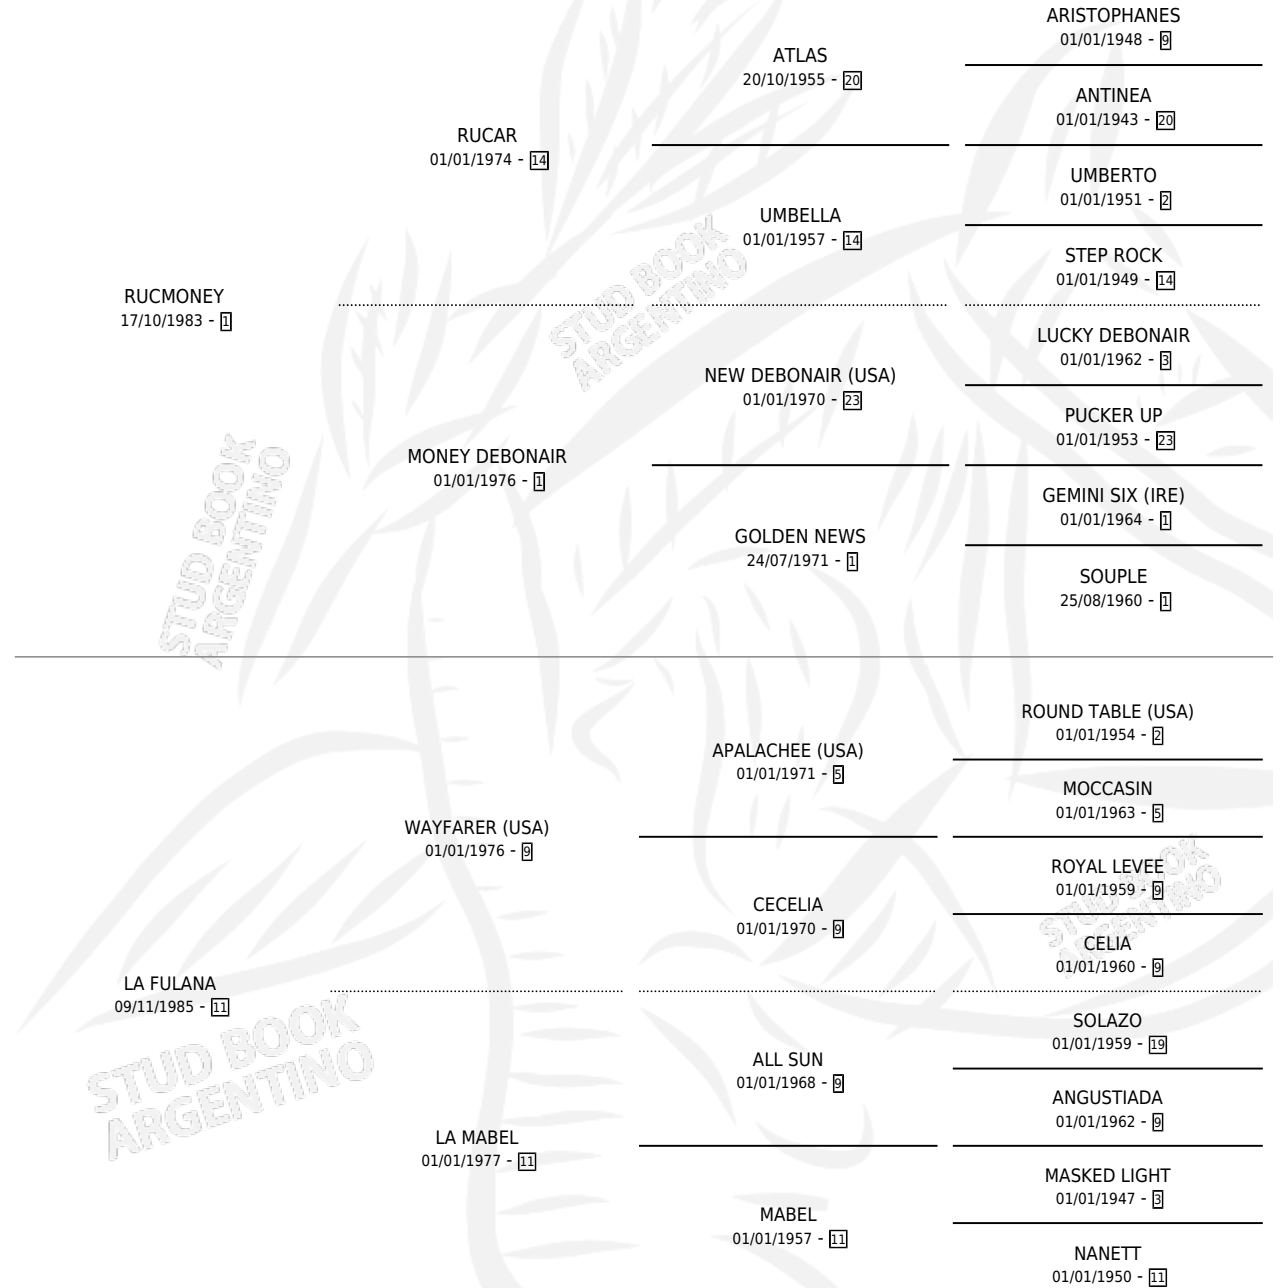 ARISTOPHANES
01/01/1948 - 9
ATLAS
20/10/1955 - 20
ANTINEA
01/01/1943 - 20
RUCAR
01/01/1974 - 14
UMBERTO
01/01/1951 - 2
UMBELLA
01/01/1957 - 14
STEP ROCK
01/01/1949 - 14
RUCMONEY
17/10/1983 - 1
LUCKY DEBONAIR
01/01/1962 - 3
NEW DEBONAIR (USA)
01/01/1970 - 23
PUCKER UP
01/01/1953 - 23
MONEY DEBONAIR
01/01/1976 - 1
GEMINI SIX (IRE)
01/01/1964 - 1
GOLDEN NEWS
24/07/1971 - 1
SOUPLE
25/08/1960 - 1
STUD BOOK
ARGENTINO
STUD BOOK
ARGENTINO
ROUND TABLE (USA)
01/01/1954 - 2
APALACHEE (USA)
01/01/1971 - 5
MOCCASIN
01/01/1963 - 5
WAYFARER (USA)
01/01/1976 - 9
ROYAL LEVEE
01/01/1959 - 9
CECELIA
01/01/1970 - 9
CELIA
01/01/1960 - 9
STUD BOOK
ARGENTINO
LA FULANA
09/11/1985 - 11
SOLAZO
01/01/1959 - 19
ALL SUN
01/01/1968 - 9
ANGUSTIADA
01/01/1962 - 9
STUD BOOK
ARGENTINO
LA MABEL
01/01/1977 - 11
MASKED LIGHT
01/01/1947 - 3
MABEL
01/01/1957 - 11
NANETT
01/01/1950 - 11